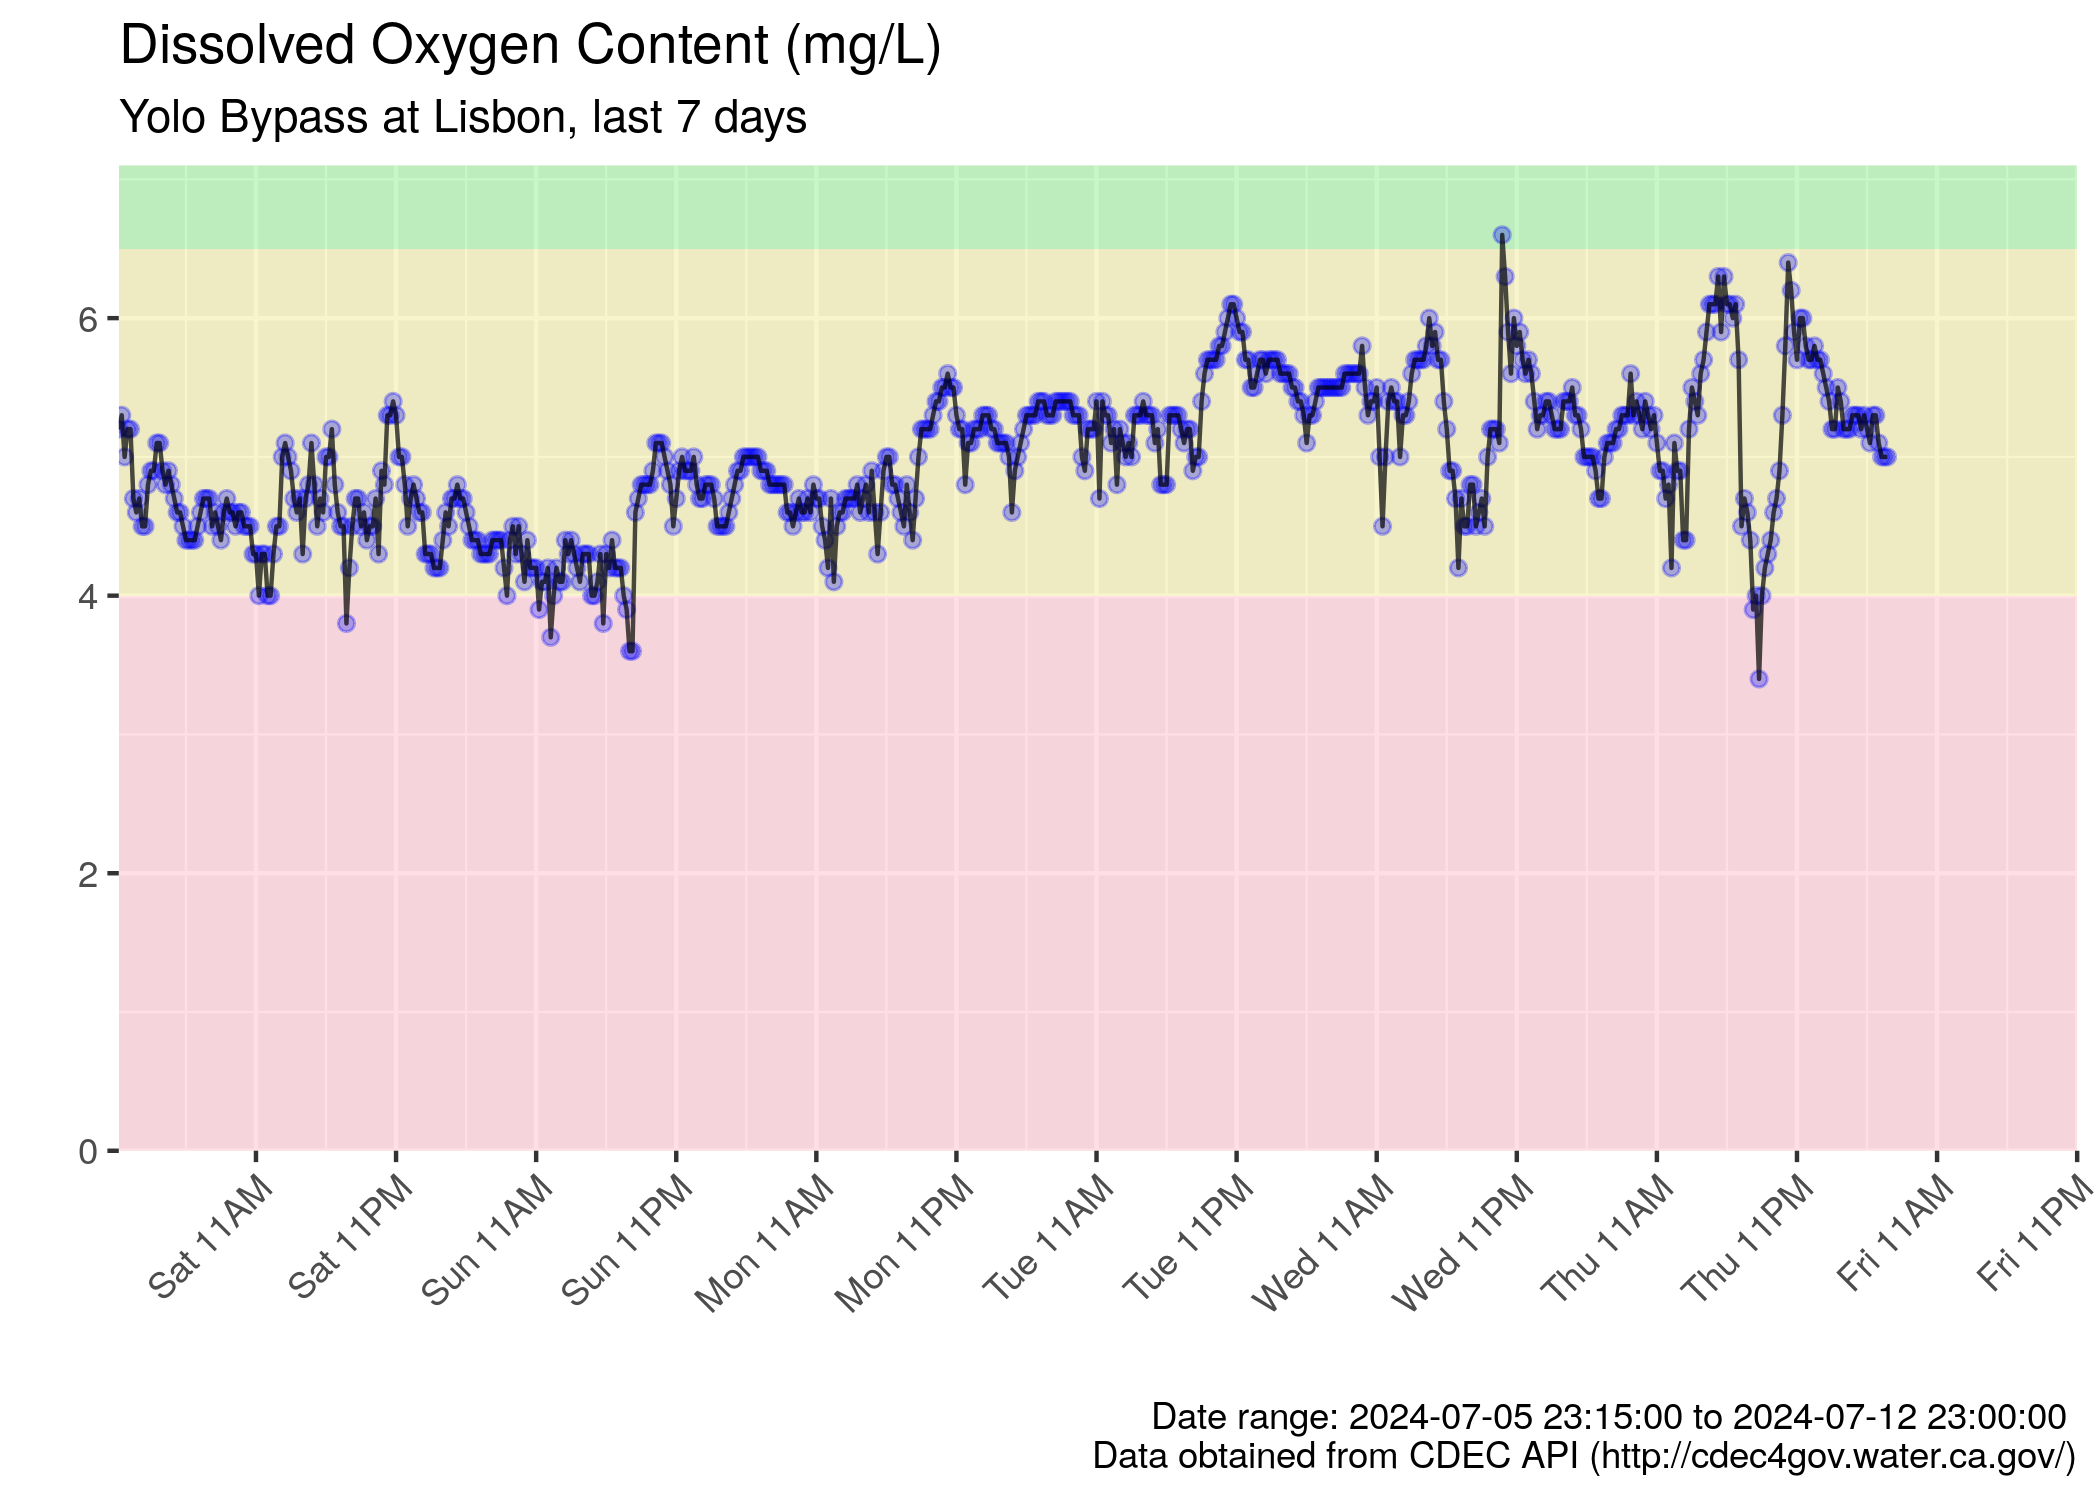 Dissolved Oxygen Content (mg/L)
Yolo Bypass at Lisbon, last 7 days
6
4
2
0
Sat 11AM
Sat 11PM
Sun 11AM
Sun 11PM
Mon 11AM
Mon 11PM
Tue 11AM
Tue 11PM
Wed 11AM
Wed 11PM
Thu 11AM
Thu 11PM
Fri 11AM
Fri 11PM
Date range: 2024-07-05 23:15:00 to 2024-07-12 23:00:00
Data obtained from CDEC API (http://cdec4gov.water.ca.gov/)